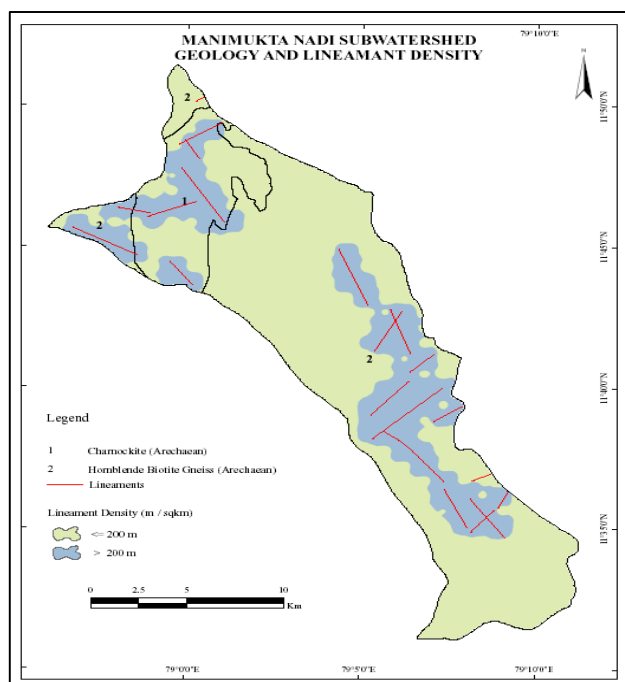 79°10'0"E
MANIMUKTA NADI SUBWATERSHED
GEOLOGY AND LINEAMANT DENSITY
N
2
11°50'0"N
1
2
11°45'0"N
2
11°40'0"N
Legend
1 Charnockite (Arechaean)
2 Hornblende Biotite Gneiss (Arechaean)
Lineaments
Lineament Density (m / sqkm)
<= 200 m
> 200 m
11°35'0"N
0 2.5 5 10
Km
79°0'0"E 79°5'0"E 79°10'0"E